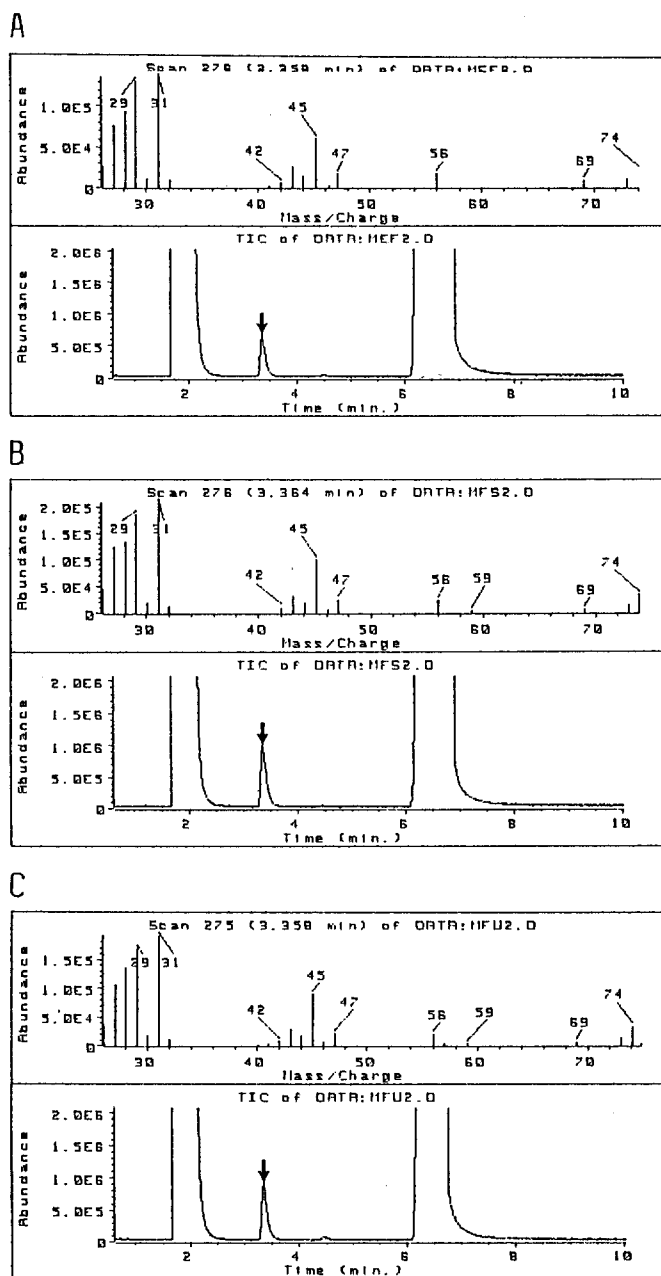 A
Scan 276 (3.358 min) of DATA:MEF2.D
Abundance
1.0E5
5.0E4
0
29
31
42
45
47
56
69
74
30 40 50 60 70
Mass/Charge
TIC of DATA:MEF2.D
Abundance
2.0E6
1.5E6
1.0E6
5.0E5
0
2 4 6 8 10
Time (min.)
B
Scan 276 (3.364 min) of DATA:MFS2.D
Abundance
2.0E5
1.5E5
1.0E5
5.0E4
0
29
31
42
45
47
56
59
69
74
30 40 50 60 70
Mass/Charge
TIC of DATA:MFS2.D
Abundance
2.0E6
1.5E6
1.0E6
5.0E5
0
2 4 6 8 10
Time (min.)
C
Scan 275 (3.358 min) of DATA:MFU2.D
Abundance
1.5E5
1.0E5
5.0E4
0
29
31
42
45
47
56
59
69
74
30 40 50 60 70
Mass/Charge
TIC of DATA:MFU2.D
Abundance
2.0E6
1.5E6
1.0E6
5.0E5
0
2 4 6 8 10
Time (min.)